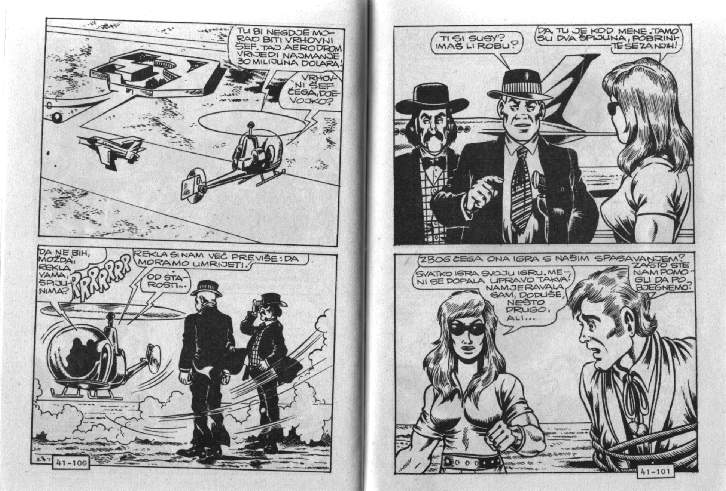 TU BI NEGDJE MO-
RAO BITI VRHOVNI
ŠEF. TAJ AERODROM
VRIJEDI NAJMANJE
30 MILIJUNA DOLARA!
VRHOV-
NI ŠEF
ČEGA, DJE-
VOJKO?
DA NE BIH,
MOŽDA,
REKLA
VAMA,
ŠPIJU-
NIMA?
RRRARRR
REKLA SI NAM VEĆ PREVIŠE: DA
MORAMO UMRIJETI.
OD STA-
ROSTI...
41-100
TI SI SUSY?
IMAŠ LI ROBU?
DA, TU JE KOD MENE. TAMO
SU DVA ŠPIJUNA, POBRINI-
TE SE ZA NJIH!
ZBOG ČEGA ONA IGRA S NAŠIM SPAŠAVANJEM?
SVATKO IGRA SVOJU IGRU, ME-
NI SE DOPALA UPRAVO TAKVA!
NAMJERAVALA
SAM, DODUŠE,
NEŠTO
DRUGO,
ALI...
ZAŠTO STE
NAM POMO-
GLI DA PO-
BJEGNEMO?
41-101